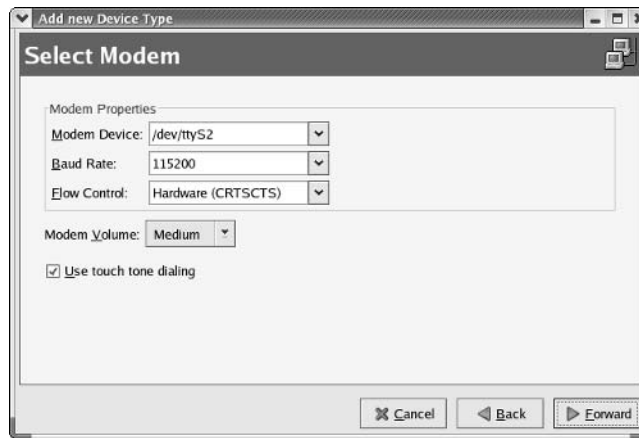 Add new Device Type
Select Modem
Modem Properties
Modem Device: /dev/ttyS2
Baud Rate: 115200
Flow Control: Hardware (CRTSCTS)
Modem Volume: Medium
Use touch tone dialing
Cancel Back Forward